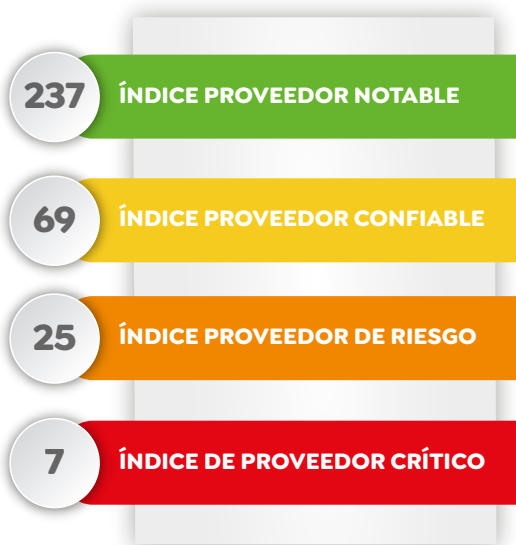 237 ÍNDICE PROVEEDOR NOTABLE
69 ÍNDICE PROVEEDOR CONFIABLE
25 ÍNDICE PROVEEDOR DE RIESGO
7 ÍNDICE DE PROVEEDOR CRÍTICO